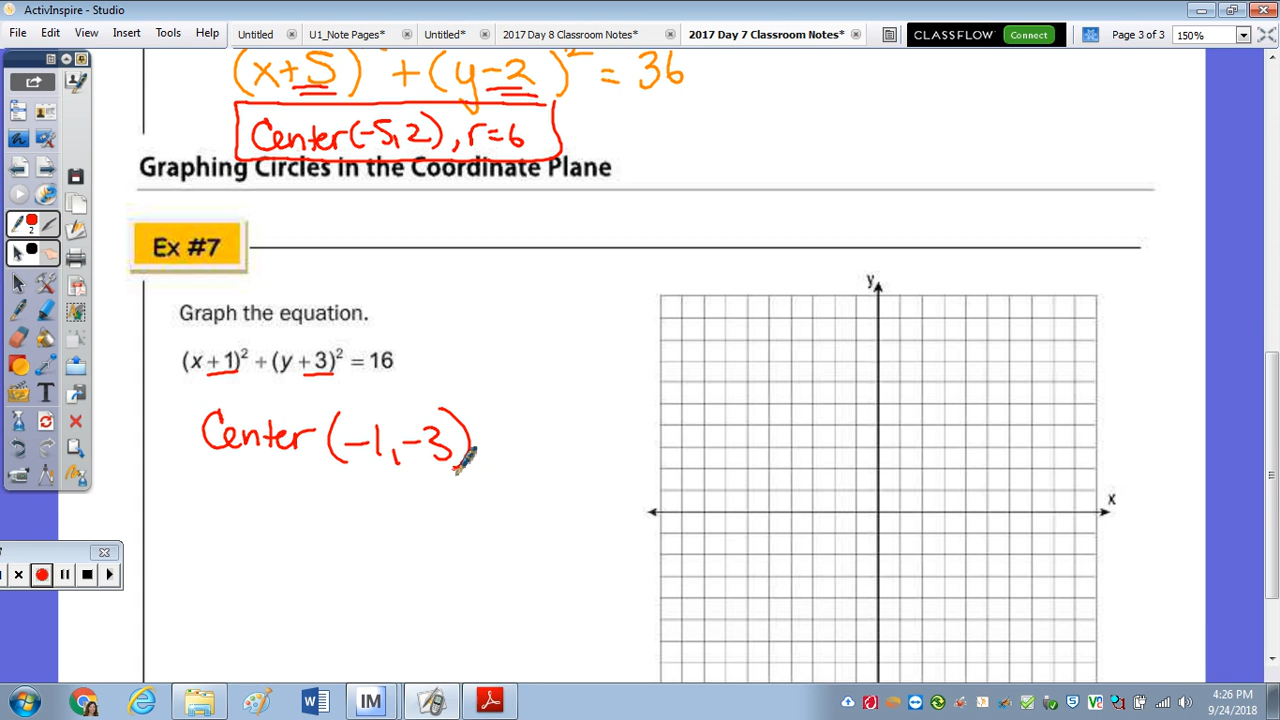 ActivInspire - Studio
File Edit View Insert Tools Help
Untitled U1_Note Pages* Untitled* 2017 Day 8 Classroom Notes* 2017 Day 7 Classroom Notes* CLASSFLOW Connect Page 3 of 3 150%
(x+5)² + (y-2)² = 36
Center(-5,2), r=6
Graphing Circles in the Coordinate Plane
Ex #7
Graph the equation.
(x + 1)² + (y + 3)² = 16
Center (-1,-3)
y
x
2
T
W
IM
4:26 PM
9/24/2018